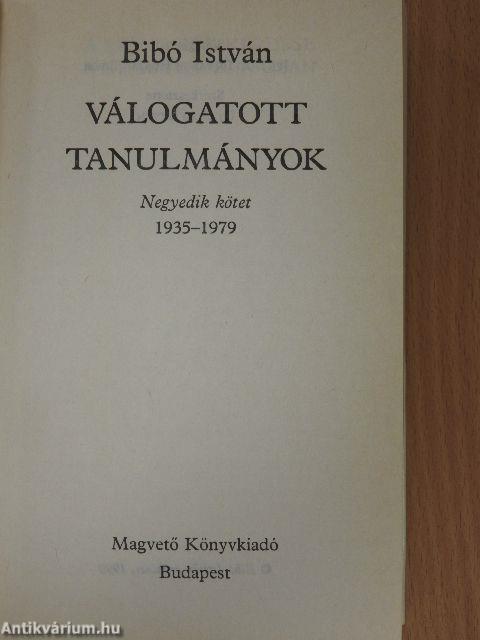 Bibó István
VÁLOGATOTT
TANULMÁNYOK
Negyedik kötet
1935–1979
Magvető Könyvkiadó
Budapest
Antikvárium.hu